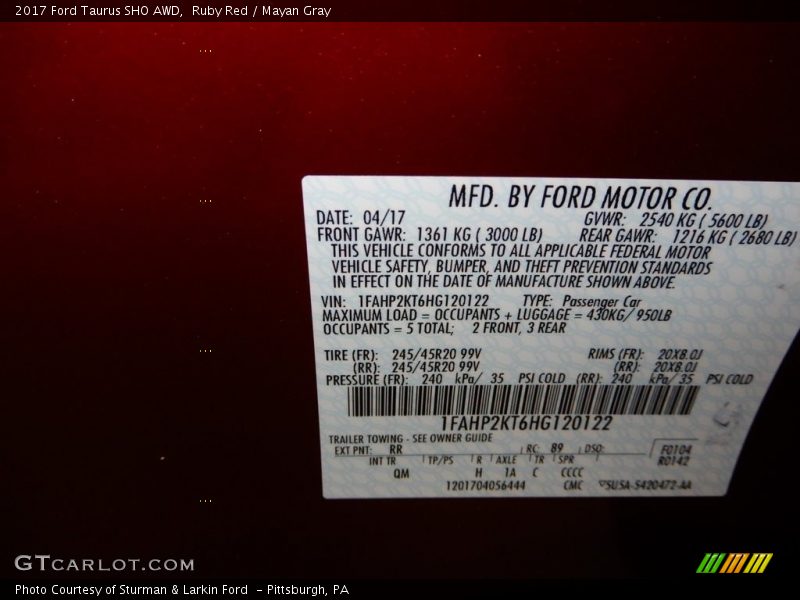 2017 Ford Taurus SHO AWD, Ruby Red / Mayan Gray
MFD. BY FORD MOTOR CO.
DATE: 04/17 GVWR: 2540 KG ( 5600 LB)
FRONT GAWR: 1361 KG ( 3000 LB) REAR GAWR: 1216 KG ( 2680 LB)
THIS VEHICLE CONFORMS TO ALL APPLICABLE FEDERAL MOTOR
VEHICLE SAFETY, BUMPER, AND THEFT PREVENTION STANDARDS
IN EFFECT ON THE DATE OF MANUFACTURE SHOWN ABOVE.
VIN: 1FAHP2KT6HG120122 TYPE: Passenger Car
MAXIMUM LOAD = OCCUPANTS + LUGGAGE = 430KG/ 950LB
OCCUPANTS = 5 TOTAL; 2 FRONT, 3 REAR
TIRE (FR): 245/45R20 99V RIMS (FR): 20X8.0J
(RR): 245/45R20 99V (RR): 20X8.0J
PRESSURE (FR): 240 kPa/ 35 PSI COLD (RR): 240 kPa/ 35 PSI COLD
1FAHP2KT6HG120122
TRAILER TOWING - SEE OWNER GUIDE
EXT PNT: RR RC: 89 DSO: F0104
INT TR TP/PS R AXLE TR SPR R0142
QM H 1A C CCCC
1201704056444 CMC 5USA-5420472-AA
GTCARLOT.COM
Photo Courtesy of Sturman & Larkin Ford - Pittsburgh, PA